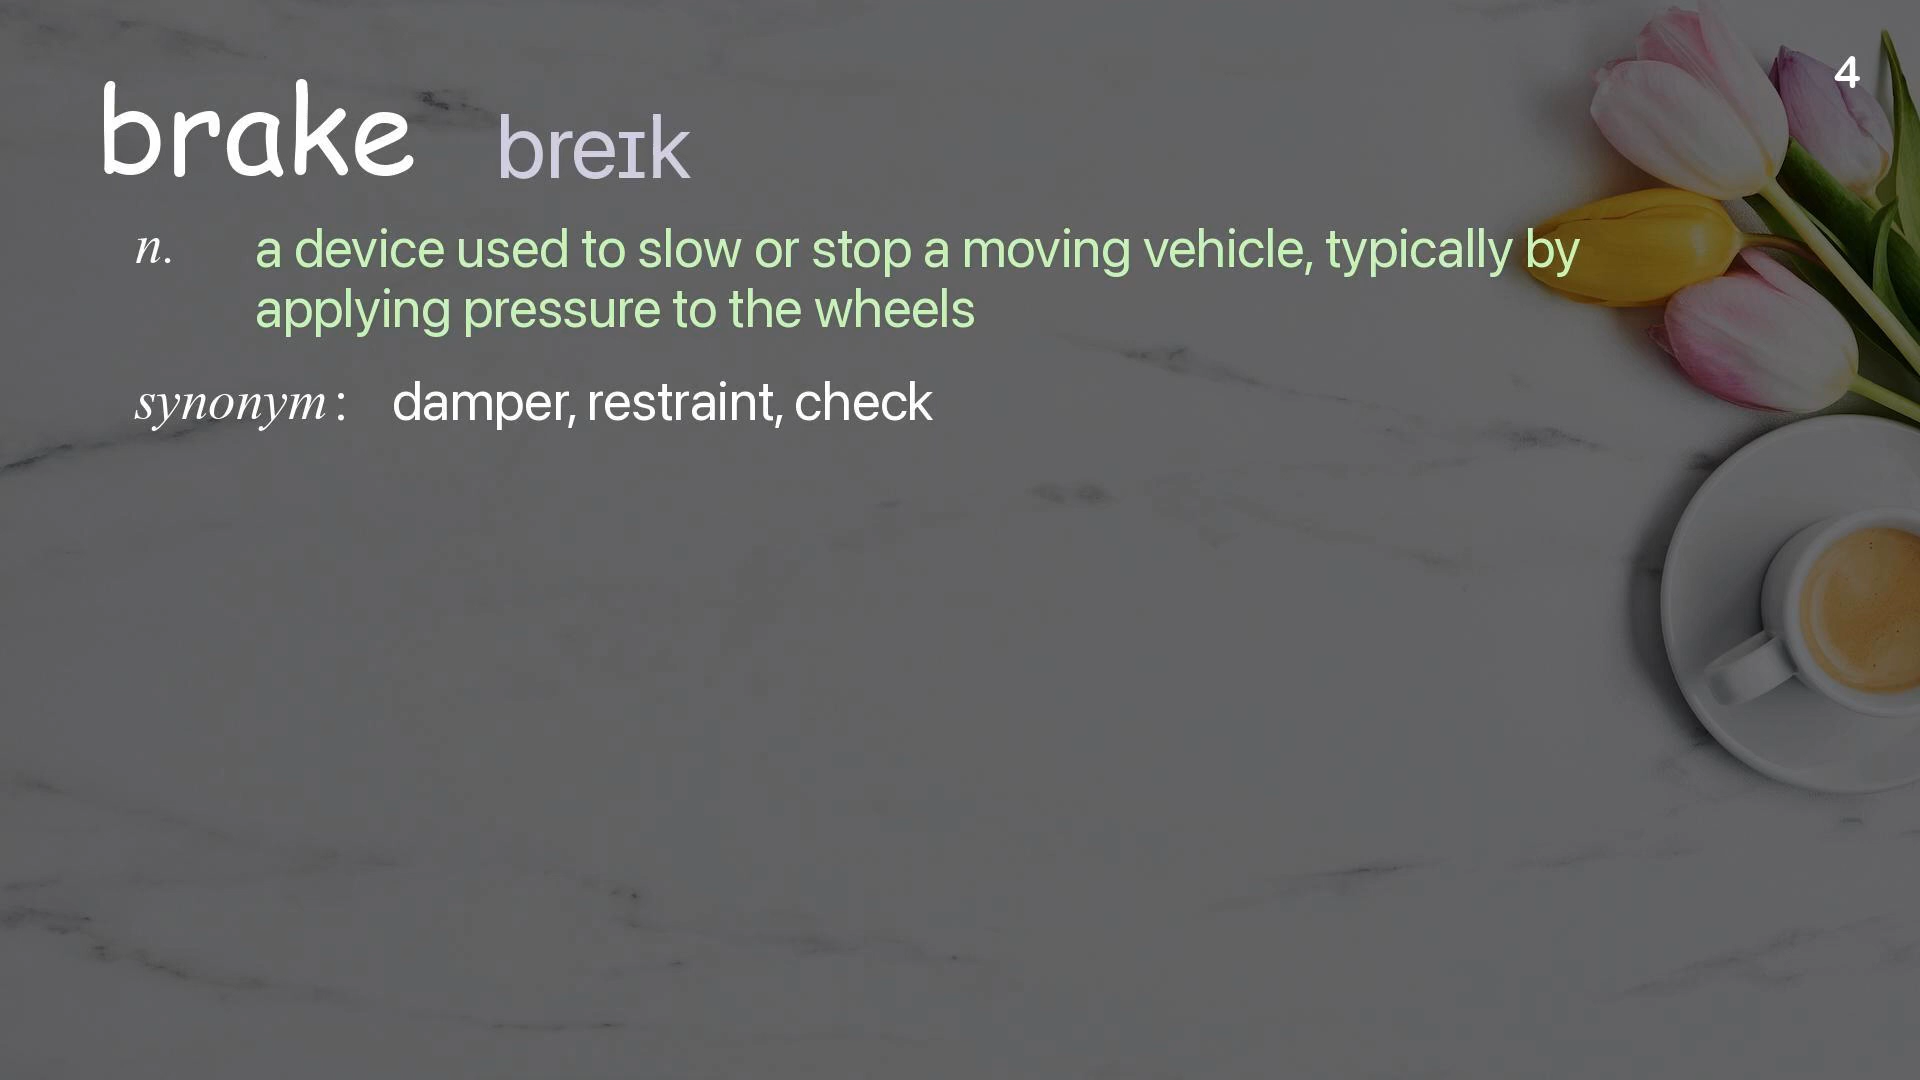 4
brake breɪk
n. a device used to slow or stop a moving vehicle, typically by
applying pressure to the wheels
synonym : damper, restraint, check